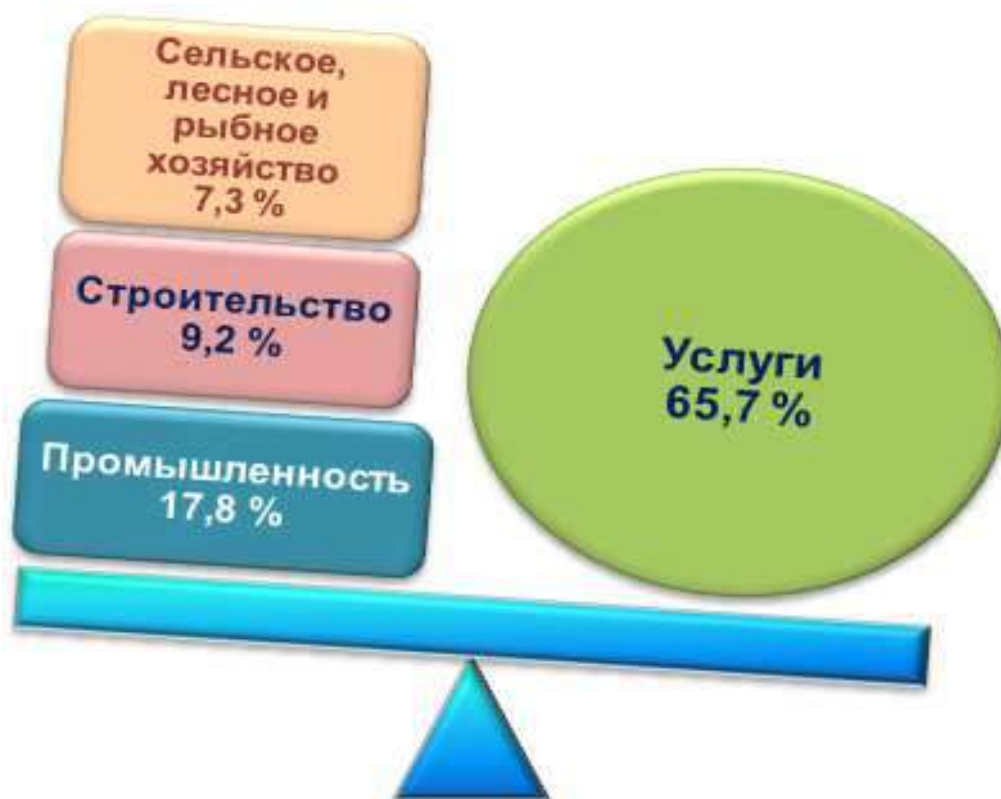 Сельское,
лесное и
рыбное
хозяйство
7,3 %
Строительство
9,2 %
Промышленность
17,8 %
Услуги
65,7 %